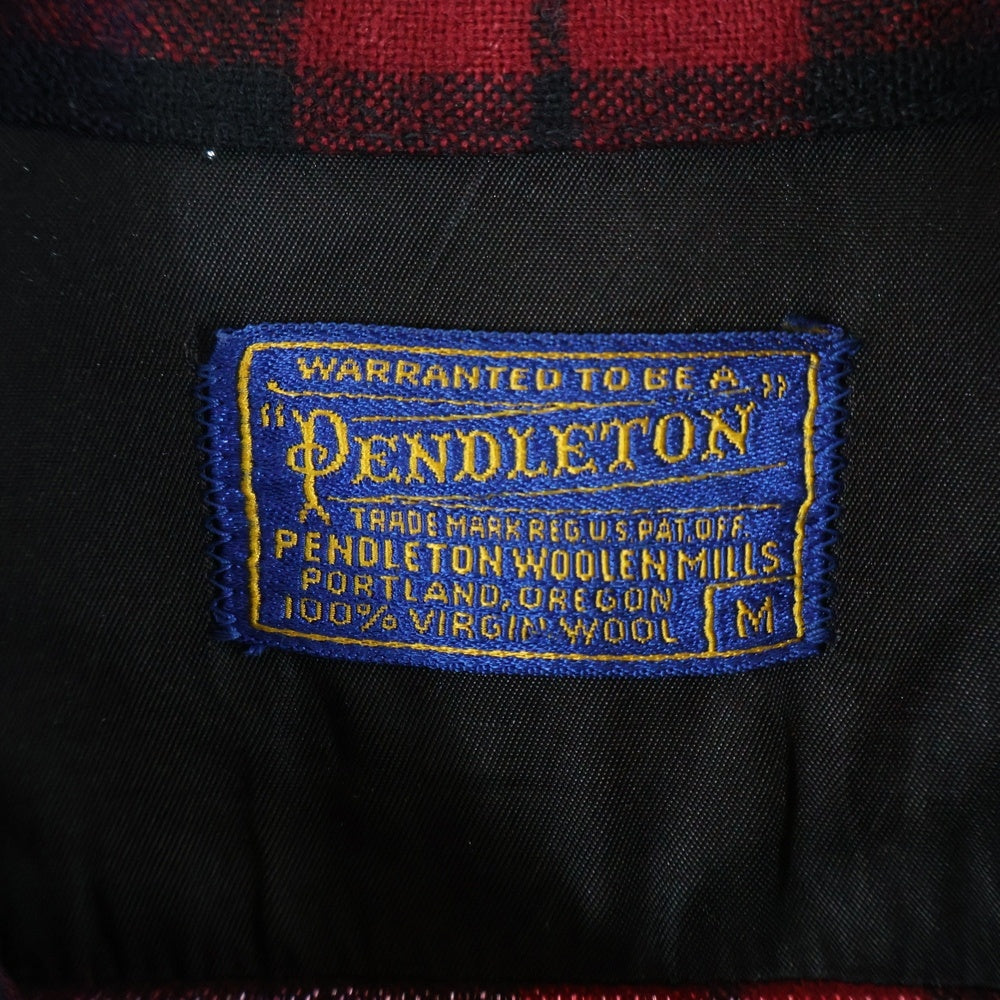 WARRANTED TO BE A
"PENDLETON"
TRADE MARK REG U.S. PAT. OFF.
PENDLETON WOOLEN MILLS
PORTLAND, OREGON
100% VIRGIN WOOL
M